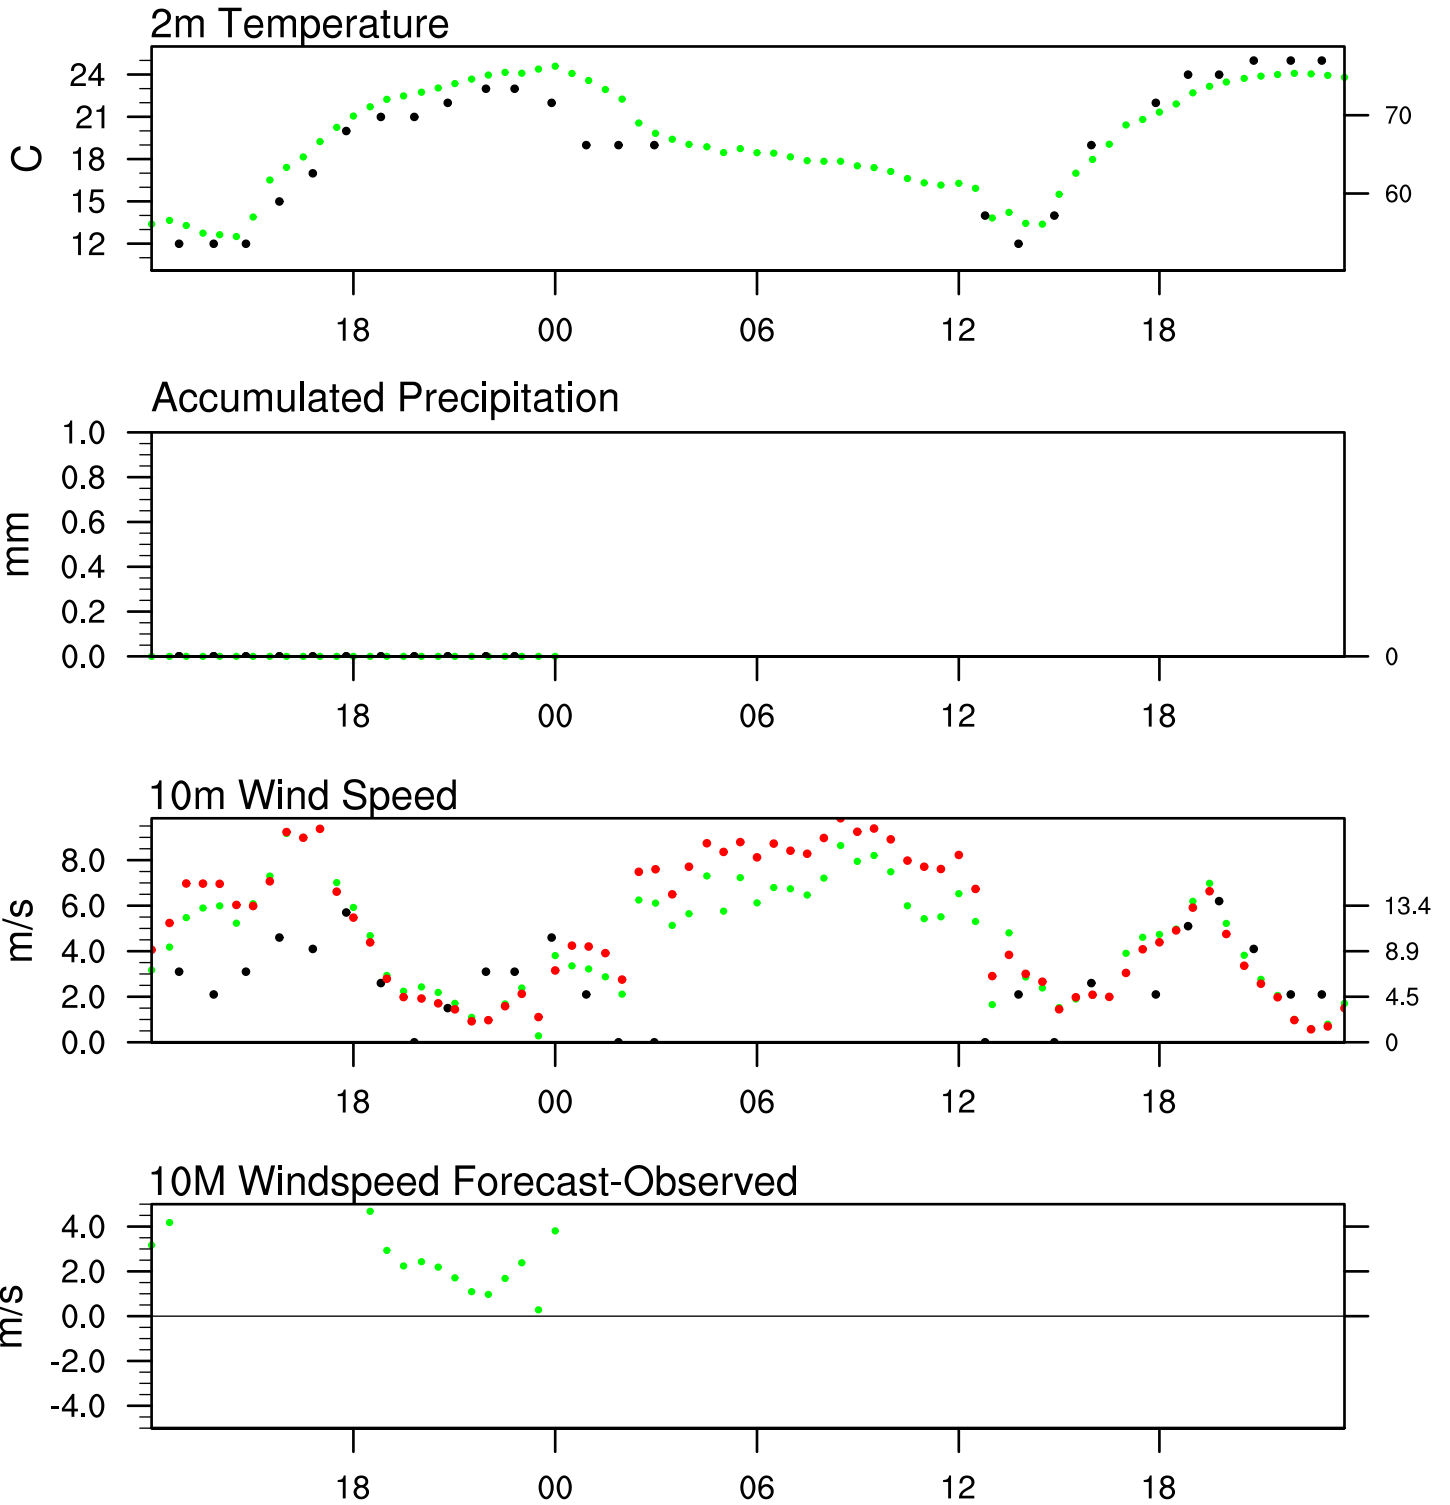 2m Temperature
24
21
18
15
12
C
70
60
18 00 06 12 18
Accumulated Precipitation
1.0
0.8
0.6
0.4
0.2
0.0
mm
0
18 00 06 12 18
10m Wind Speed
8.0
6.0
4.0
2.0
0.0
m/s
13.4
8.9
4.5
0
18 00 06 12 18
10M Windspeed Forecast-Observed
4.0
2.0
0.0
-2.0
-4.0
m/s
18 00 06 12 18